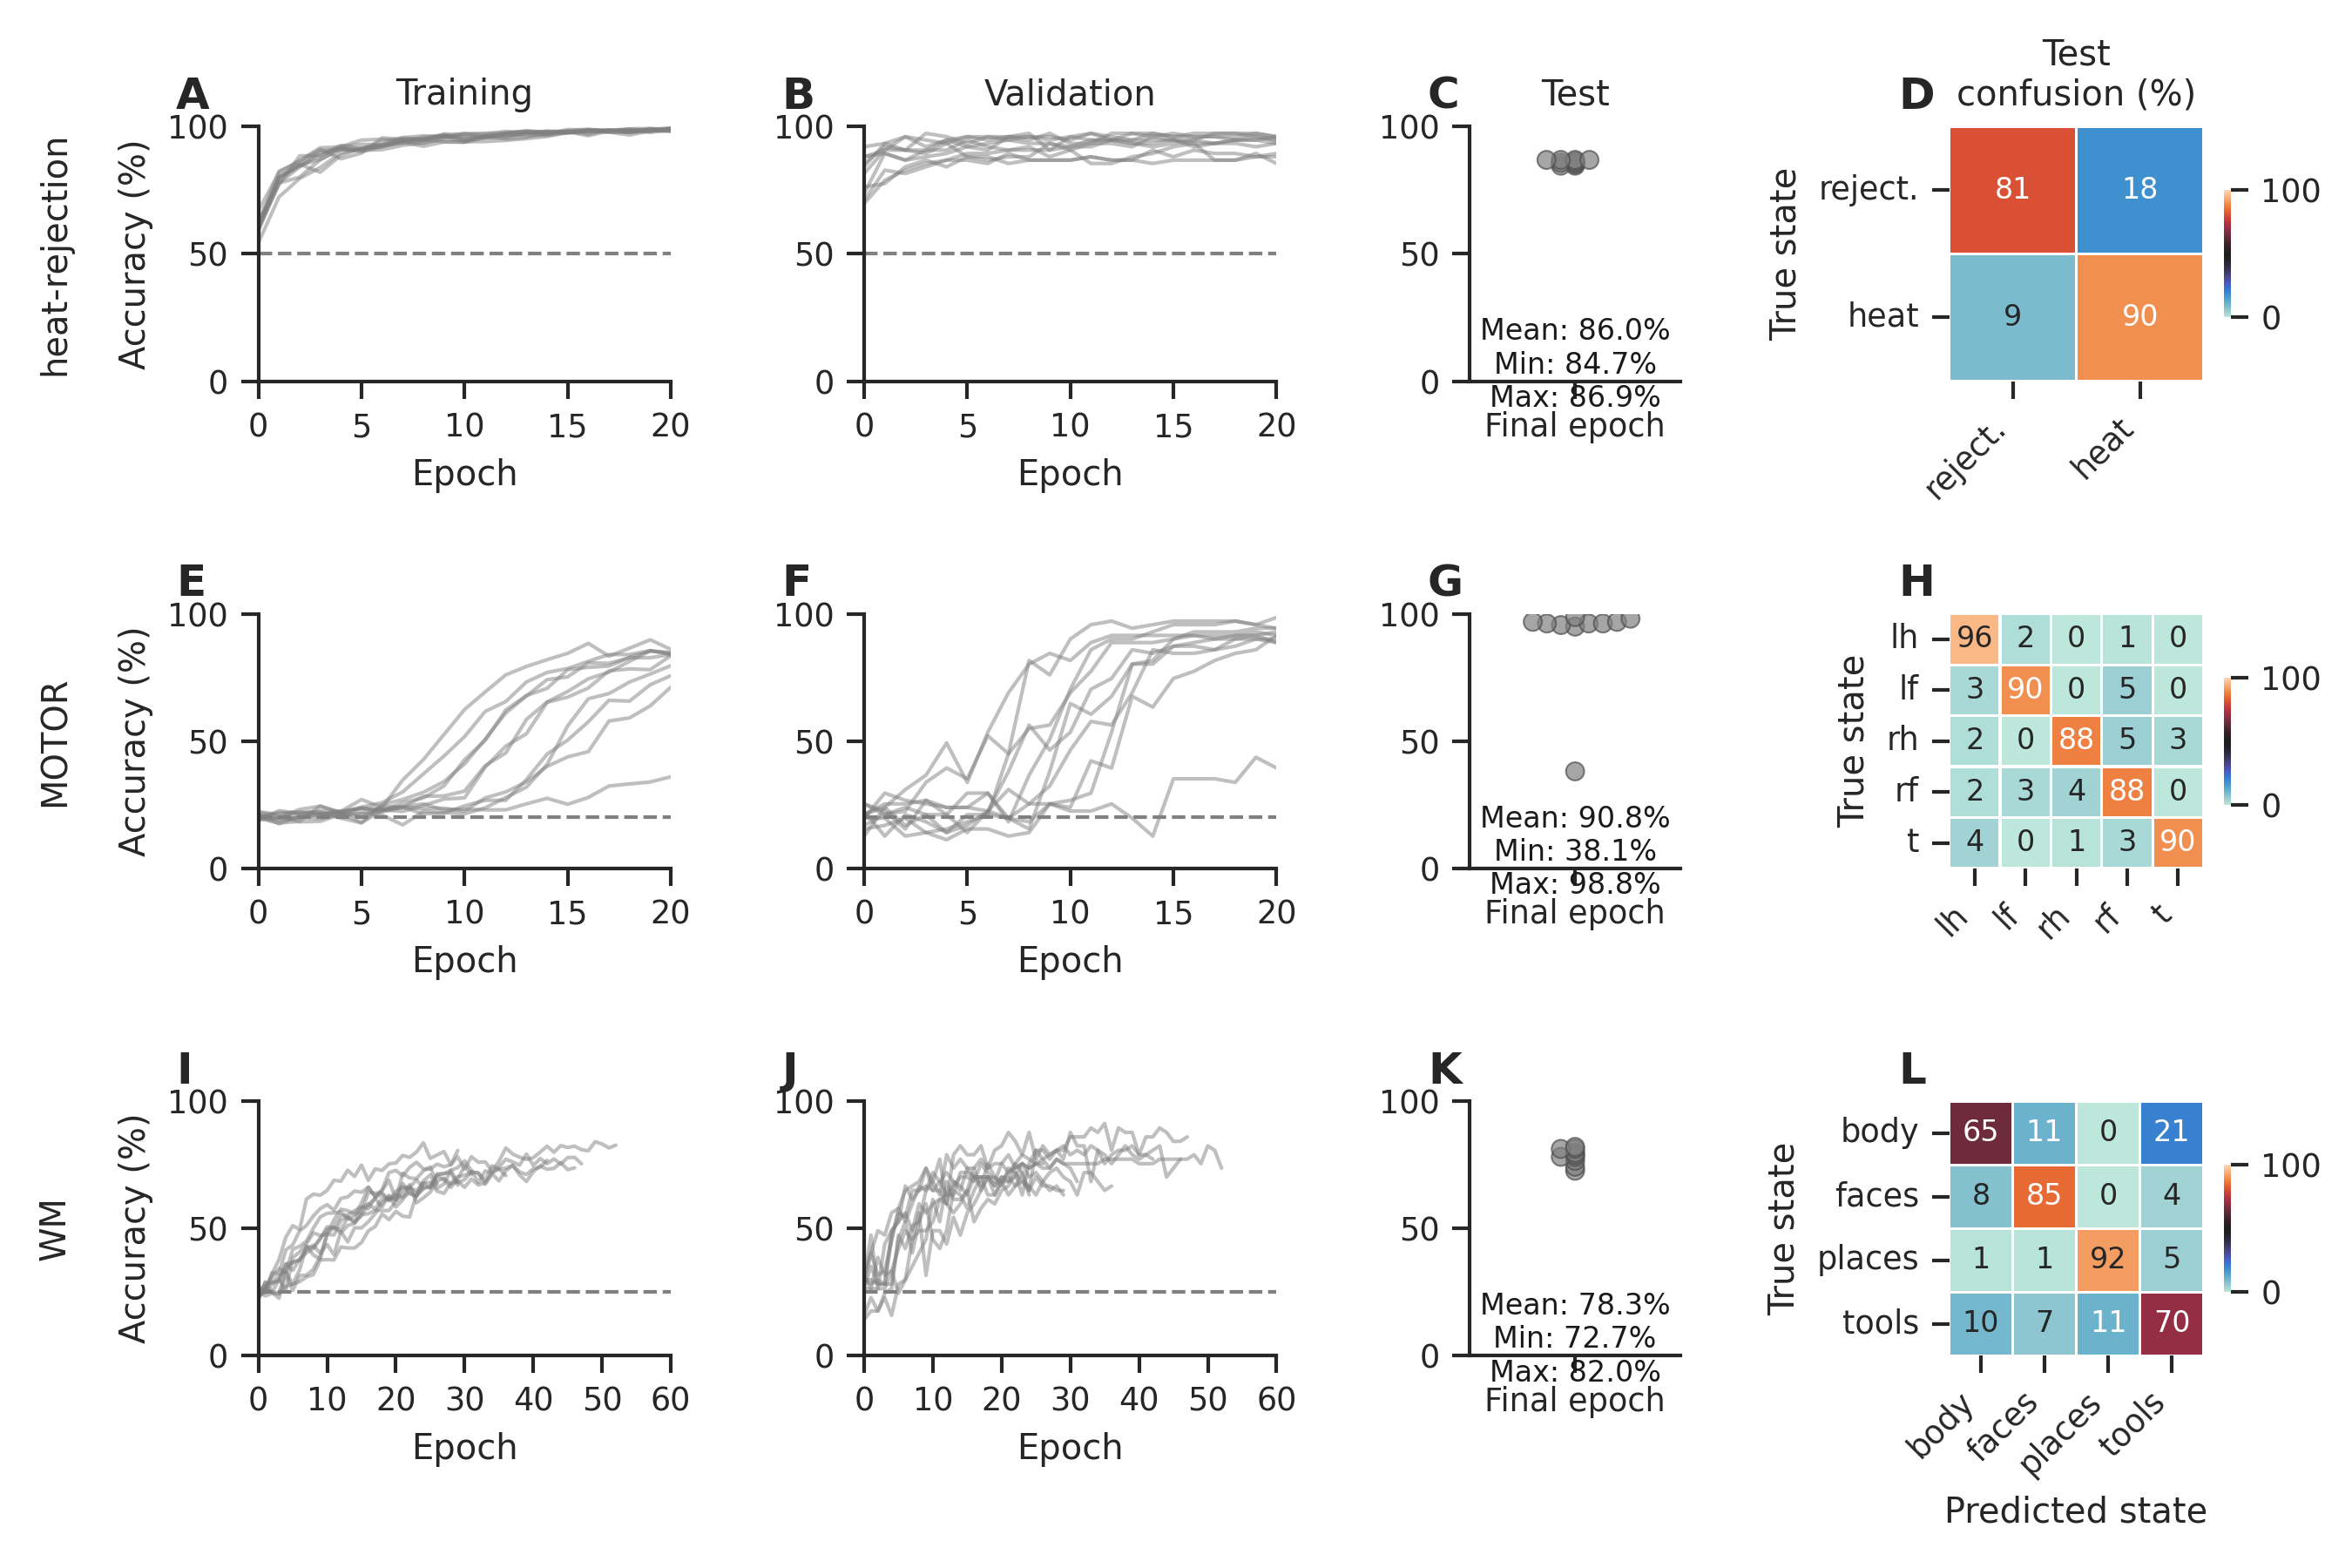 A
Training
B
Validation
C
Test
D
Test
confusion (%)
heat-rejection
Accuracy (%)
100
50
0
0
5
10
15
20
Epoch
100
50
0
0
5
10
15
20
Epoch
100
50
0
Mean: 86.0%
Min: 84.7%
Max: 86.9%
Final epoch
True state
reject.
heat
81
18
9
90
reject.
heat
100
0
E
F
G
H
MOTOR
Accuracy (%)
100
50
0
0
5
10
15
20
Epoch
100
50
0
0
5
10
15
20
Epoch
100
50
0
Mean: 90.8%
Min: 38.1%
Max: 98.8%
Final epoch
True state
lh
96 2 0 1 0
lf
3 90 0 5 0
rh
2 0 88 5 3
rf
2 3 4 88 0
t
4 0 1 3 90
lh
lf
rh
rf
t
100
0
I
J
K
L
WM
Accuracy (%)
100
50
0
0
10
20
30
40
50
60
Epoch
100
50
0
0
10
20
30
40
50
60
Epoch
100
50
0
Mean: 78.3%
Min: 72.7%
Max: 82.0%
Final epoch
True state
body
65 11 0 21
faces
8 85 0 4
places
1 1 92 5
tools
10 7 11 70
body
faces
places
tools
100
0
Predicted state